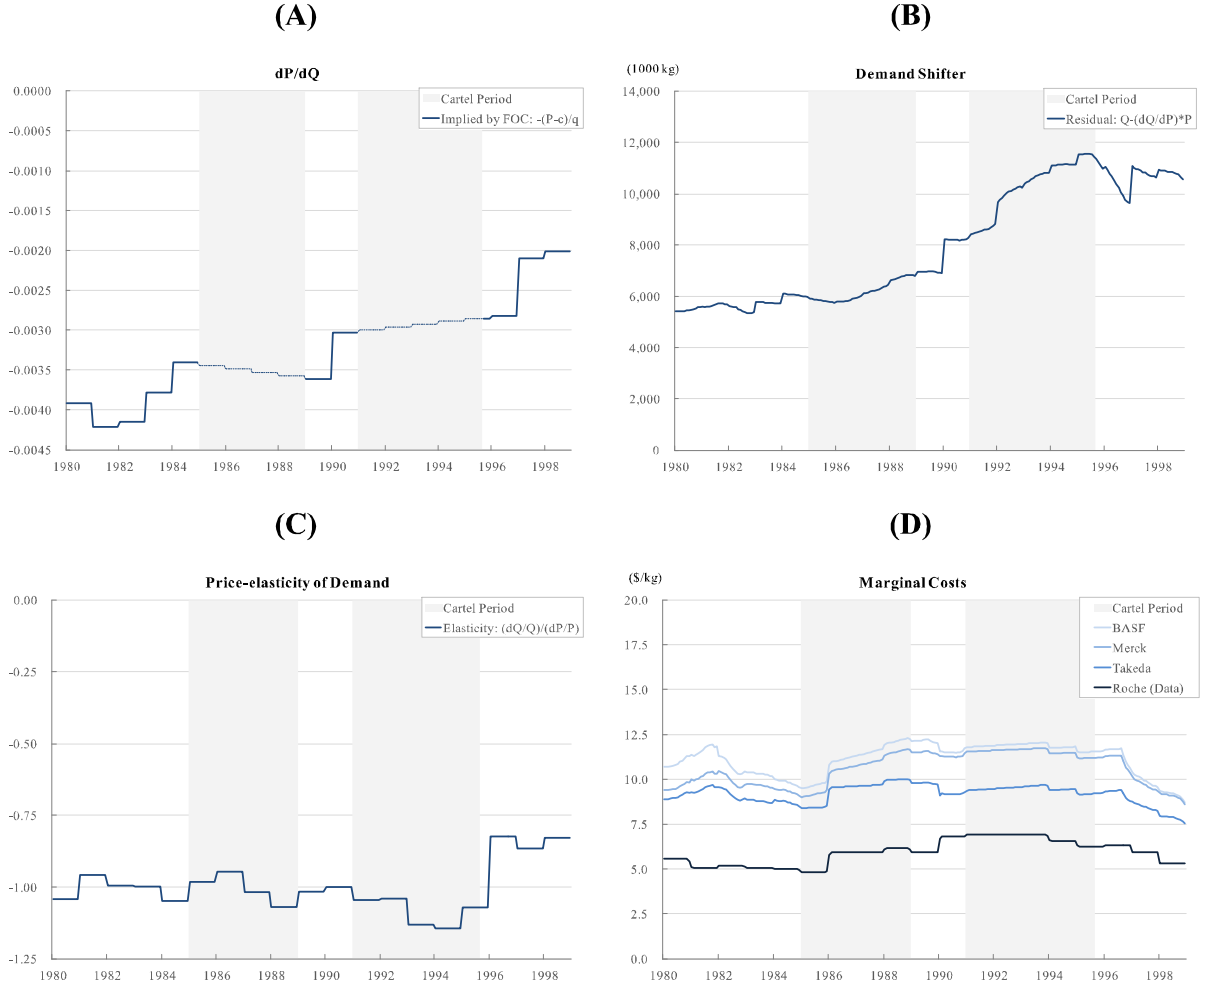 (A)
dP/dQ
0.0000
-0.0005
-0.0010
-0.0015
-0.0020
-0.0025
-0.0030
-0.0035
-0.0040
-0.0045
1980 1982 1984 1986 1988 1990 1992 1994 1996 1998
Cartel Period
Implied by FOC: -(P-c)/q
(B)
(1000 kg)
Demand Shifter
14,000
12,000
10,000
8,000
6,000
4,000
2,000
0
1980 1982 1984 1986 1988 1990 1992 1994 1996 1998
Cartel Period
Residual: Q-(dQ/dP)*P
(C)
Price-elasticity of Demand
0.00
-0.25
-0.50
-0.75
-1.00
-1.25
1980 1982 1984 1986 1988 1990 1992 1994 1996 1998
Cartel Period
Elasticity: (dQ/Q)/(dP/P)
(D)
($/kg)
Marginal Costs
20.0
17.5
15.0
12.5
10.0
7.5
5.0
2.5
0.0
1980 1982 1984 1986 1988 1990 1992 1994 1996 1998
Cartel Period
BASF
Merck
Takeda
Roche (Data)